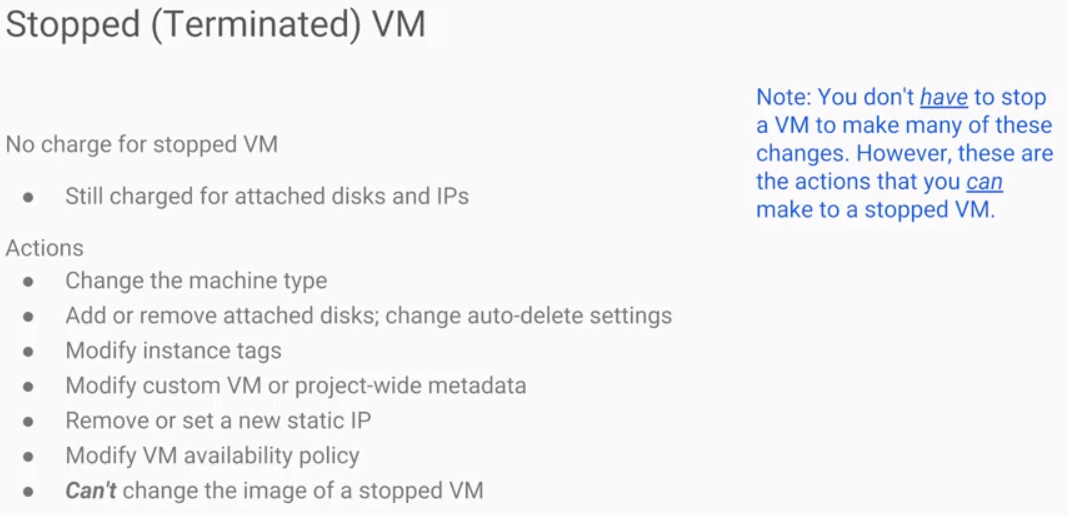 Stopped (Terminated) VM
No charge for stopped VM
● Still charged for attached disks and IPs
Actions
● Change the machine type
● Add or remove attached disks; change auto-delete settings
● Modify instance tags
● Modify custom VM or project-wide metadata
● Remove or set a new static IP
● Modify VM availability policy
● Can't change the image of a stopped VM
Note: You don't have to stop
a VM to make many of these
changes. However, these are
the actions that you can
make to a stopped VM.